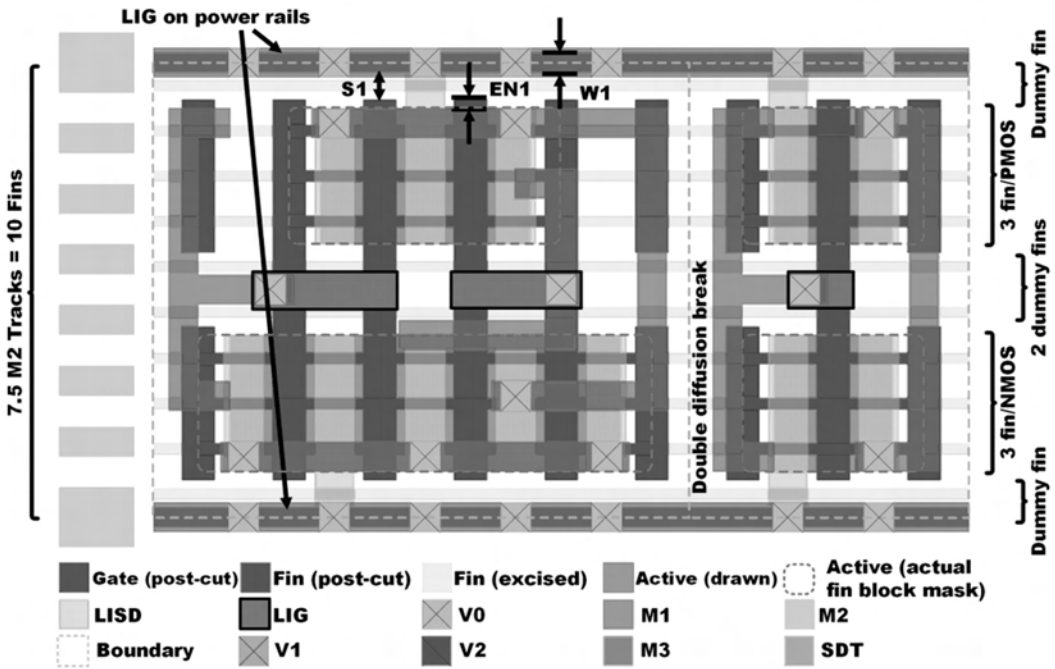 LIG on power rails
S1
EN1
W1
Dummy fin
3 fin/PMOS
2 dummy fins
3 fin/NMOS
Dummy fin
7.5 M2 Tracks = 10 Fins
Double diffusion break
Gate (post-cut)
Fin (post-cut)
Fin (excised)
Active (drawn)
Active (actual
fin block mask)
LISD
LIG
V0
M1
M2
Boundary
V1
V2
M3
SDT